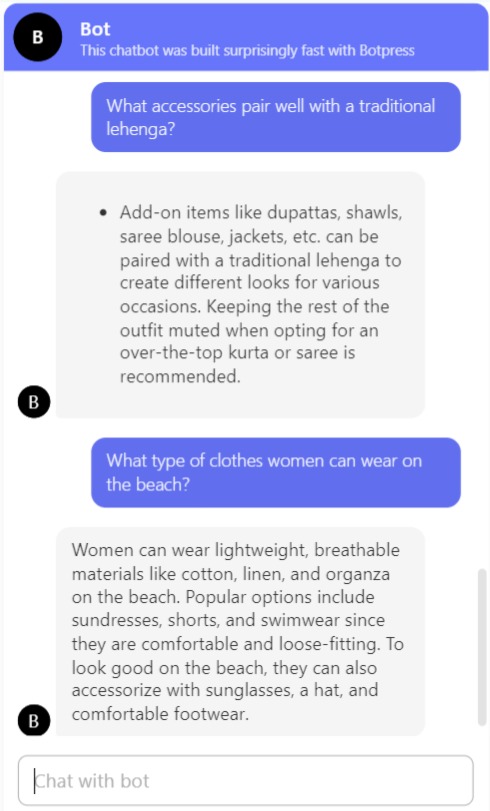 B
Bot
This chatbot was built surprisingly fast with Botpress
What accessories pair well with a traditional
lehenga?
• Add-on items like dupattas, shawls,
saree blouse, jackets, etc. can be
paired with a traditional lehenga to
create different looks for various
occasions. Keeping the rest of the
outfit muted when opting for an
over-the-top kurta or saree is
recommended.
B
What type of clothes women can wear on
the beach?
Women can wear lightweight, breathable
materials like cotton, linen, and organza
on the beach. Popular options include
sundresses, shorts, and swimwear since
they are comfortable and loose-fitting. To
look good on the beach, they can also
accessorize with sunglasses, a hat, and
comfortable footwear.
B
Chat with bot